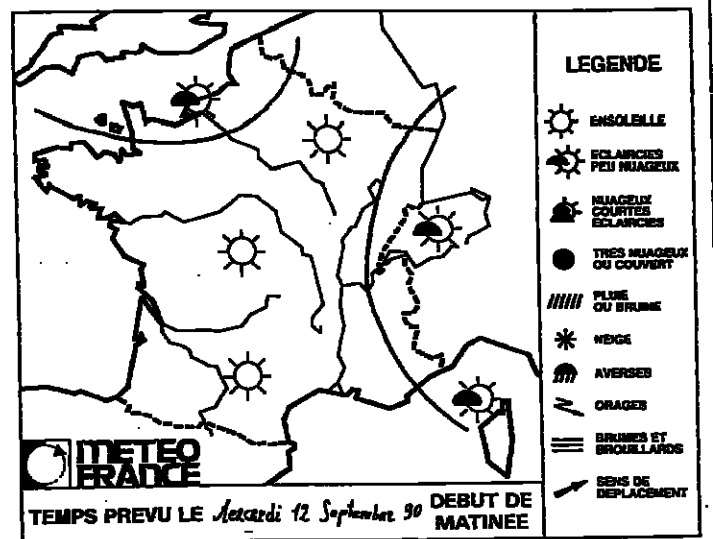 LEGENDE
ENSOLEILLE
ECLAIRCIES
PEU NUAGEUX
NUAGEUX
COURTES
ECLAIRCIES
TRES NUAGEUX
OU COUVERT
PLUIE
OU BRUINE
NEIGE
AVERSES
ORAGES
BRUMES ET
BROUILLARDS
SENS DE
DEPLACEMENT
METEO
FRANCE
TEMPS PREVU LE Mercredi 12 Septembre 90 DEBUT DE
MATINEE